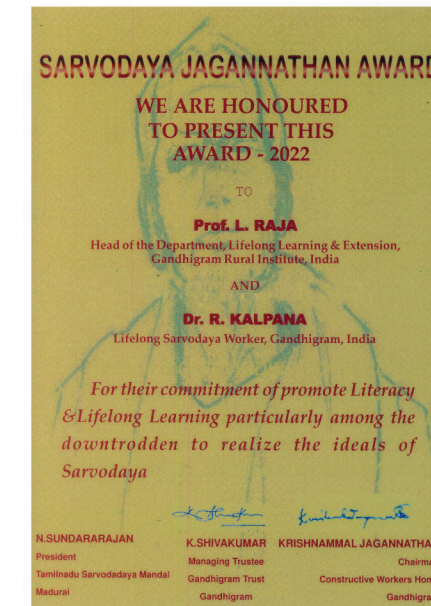 SARVODAYA JAGANNATHAN AWARD
WE ARE HONOURED
TO PRESENT THIS
AWARD - 2022
TO
Prof. L. RAJA
Head of the Department, Lifelong Learning & Extension,
Gandhigram Rural Institute, India
AND
Dr. R. KALPANA
Lifelong Sarvodaya Worker, Gandhigram, India
For their commitment of promote Literacy
&Lifelong Learning particularly among the
downtrodden to realize the ideals of
Sarvodaya
N.SUNDARARAJAN
President
Tamilnadu Sarvodadaya Mandal
Madurai
K.SHIVAKUMAR
Managing Trustee
Gandhigram Trust
Gandhigram
KRISHNAMMAL JAGANNATHA
Chairma
Constructive Workers Hom
Gandhigra